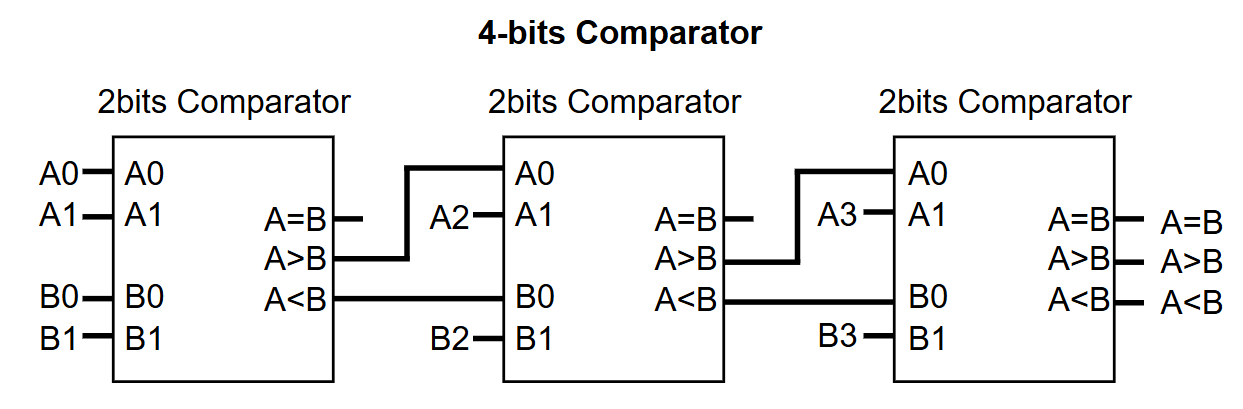 4-bits Comparator
2bits Comparator
2bits Comparator
2bits Comparator
A0 A0
A1 A1
A=B
A>B
B0 B0
A<B
B1 B1
A0
A2 A1
A=B
A>B
B0
A<B
B2 B1
A0
A3 A1
A=B A=B
A>B A>B
B0
A<B A<B
B3 B1